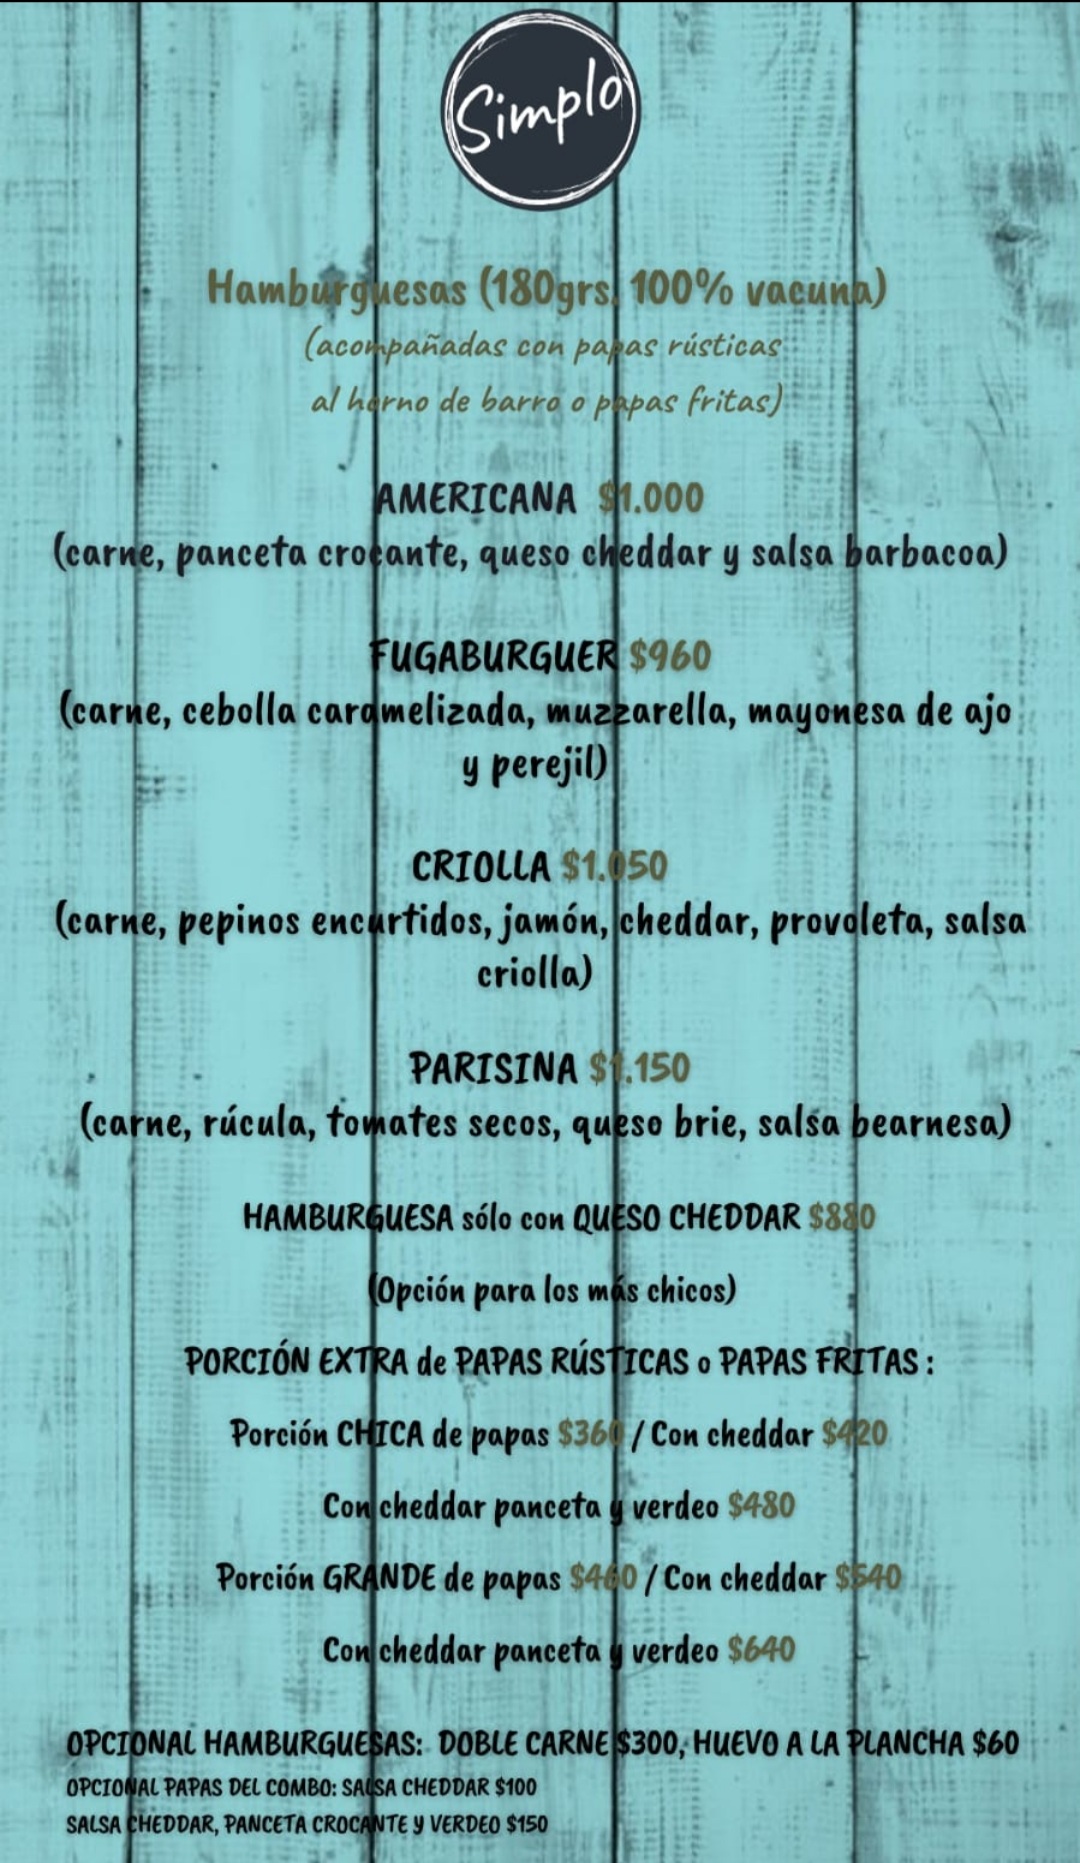 Simplo
Hamburguesas (180grs. 100% vacuna)
(acompañadas con papas rústicas
al horno de barro o papas fritas)
AMERICANA $1.000
(carne, panceta crocante, queso cheddar y salsa barbacoa)
FUGABURGUER $960
(carne, cebolla caramelizada, muzzarella, mayonesa de ajo
y perejil)
CRIOLLA $1.050
(carne, pepinos encurtidos, jamón, cheddar, provoleta, salsa
criolla)
PARISINA $1.150
(carne, rúcula, tomates secos, queso brie, salsa bearnesa)
HAMBURGUESA sólo con QUESO CHEDDAR $880
(Opción para los más chicos)
PORCIÓN EXTRA de PAPAS RÚSTICAS o PAPAS FRITAS :
Porción CHICA de papas $360 / Con cheddar $420
Con cheddar panceta y verdeo $480
Porción GRANDE de papas $460 / Con cheddar $540
Con cheddar panceta y verdeo $640
OPCIONAL HAMBURGUESAS: DOBLE CARNE $300, HUEVO A LA PLANCHA $60
OPCIONAL PAPAS DEL COMBO: SALSA CHEDDAR $100
SALSA CHEDDAR, PANCETA CROCANTE Y VERDEO $150